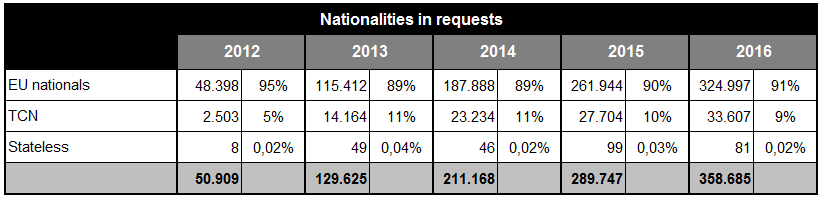 Nationalities in requests
2012 2013 2014 2015 2016
EU nationals 48.398 95% 115.412 89% 187.888 89% 261.944 90% 324.997 91%
TCN 2.503 5% 14.164 11% 23.234 11% 27.704 10% 33.607 9%
Stateless 8 0,02% 49 0,04% 46 0,02% 99 0,03% 81 0,02%
50.909 129.625 211.168 289.747 358.685